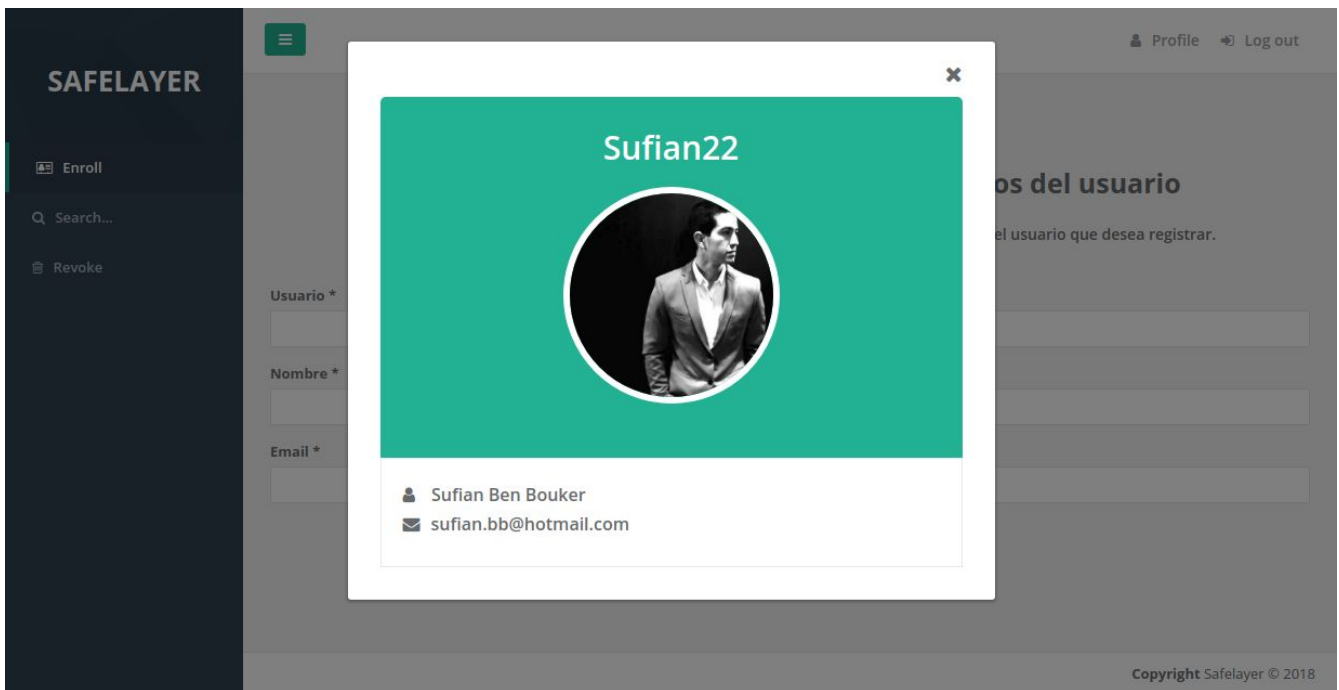 SAFELAYER
Enroll
Search...
Revoke
Profile
Log out
os del usuario
el usuario que desea registrar.
Usuario *
Nombre *
Email *
Sufian22
Sufian Ben Bouker
sufian.bb@hotmail.com
Copyright Safelayer © 2018